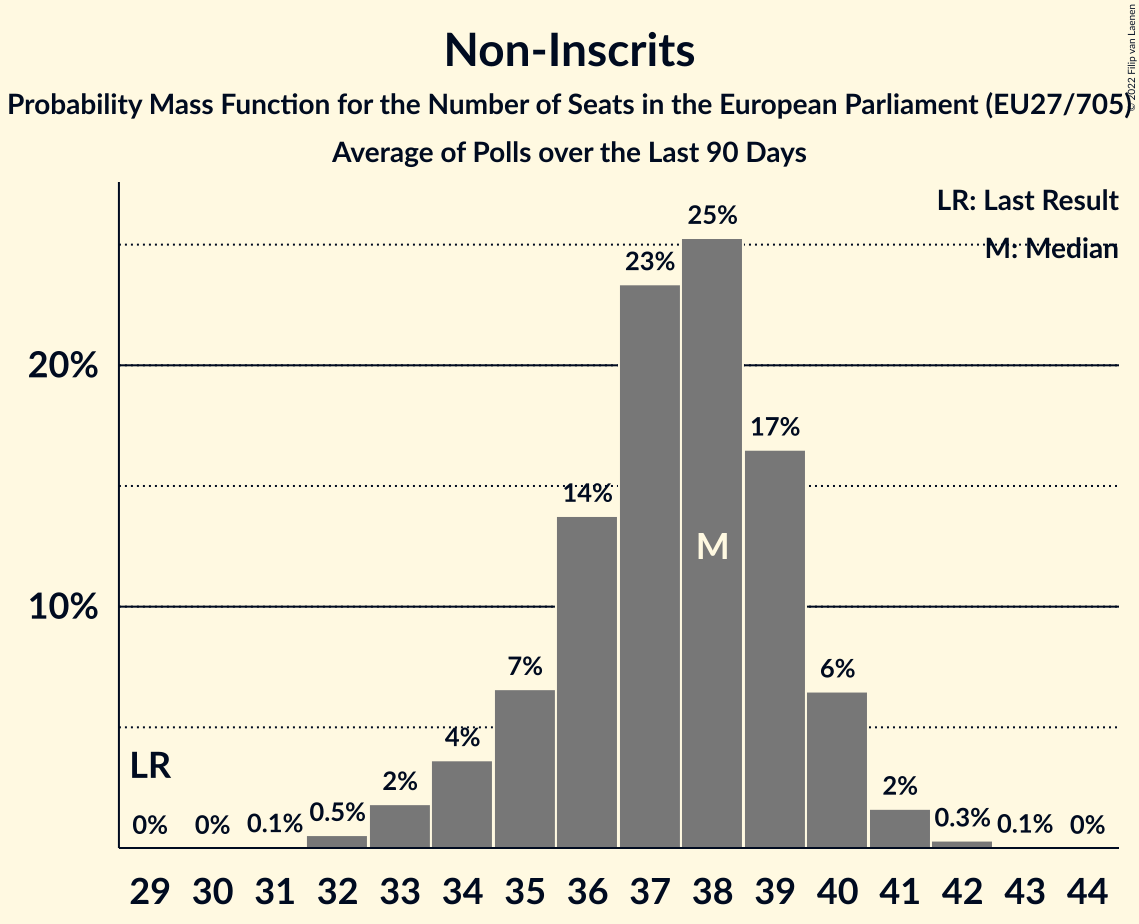 Non-Inscrits
Probability Mass Function for the Number of Seats in the European Parliament (EU27/705)
Average of Polls over the Last 90 Days
© 2022 Filip van Laenen
LR: Last Result
M: Median
25%
23%
20%
17%
14%
M
10%
7%
6%
4%
LR
2%
2%
0%
0%
0.1%
0.5%
0.3%
0.1%
0%
29 30 31 32 33 34 35 36 37 38 39 40 41 42 43 44